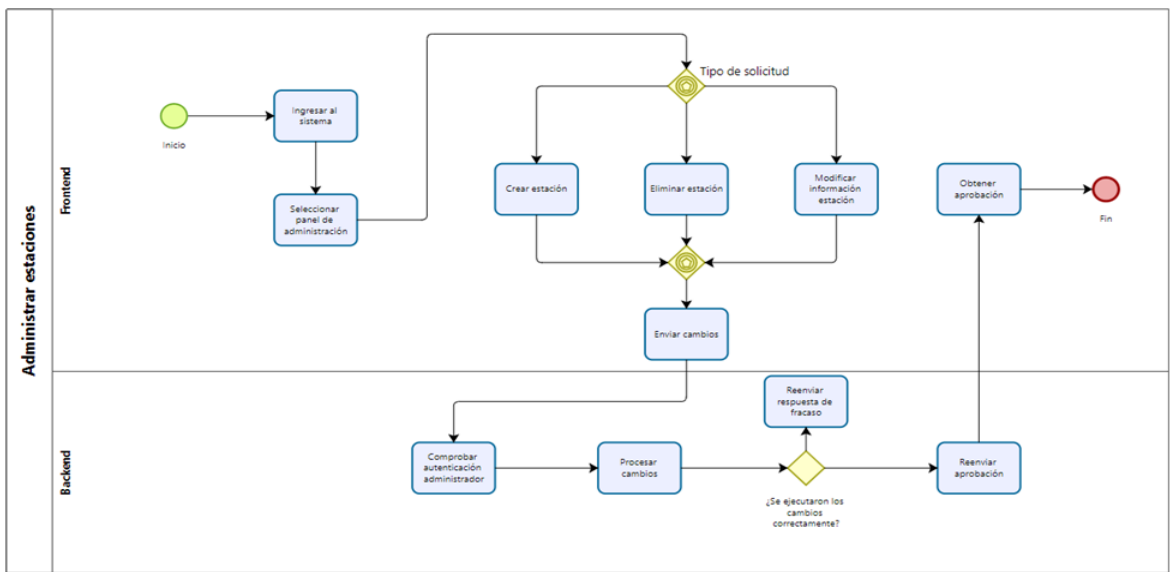 Administrar estaciones
Frontend
Tipo de solicitud
Ingresar al
sistema
Inicio
Seleccionar
panel de
administración
Crear estación
Eliminar estación
Modificar
información
estación
Obtener
aprobación
Fin
Enviar cambios
Backend
Reenviar
respuesta de
fracaso
Comprobar
autenticación
administrador
Procesar
cambios
¿Se ejecutaron los
cambios
correctamente?
Reenviar
aprobación